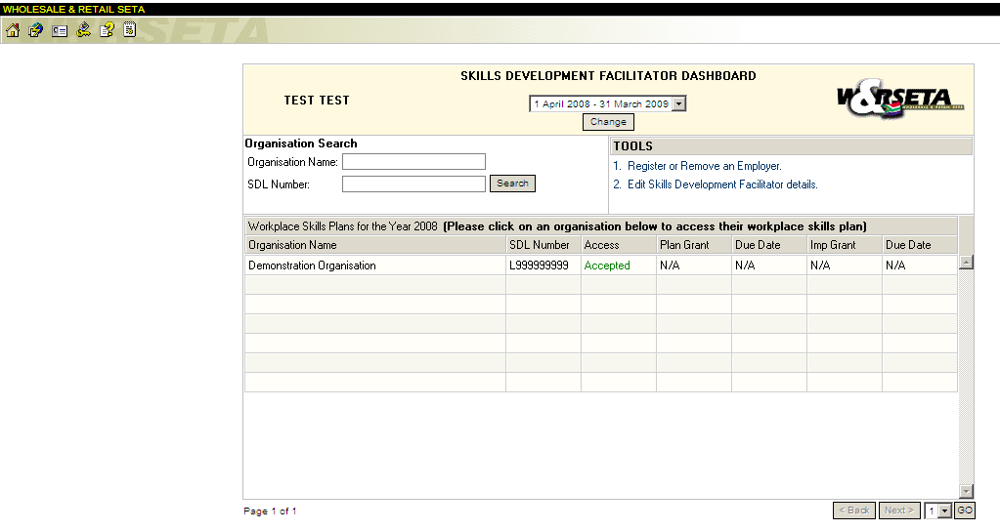 WHOLESALE & RETAIL SETA
SKILLS DEVELOPMENT FACILITATOR DASHBOARD
TEST TEST
1 April 2008 - 31 March 2009
Change
W&RSETA
Organisation Search
Organisation Name:
SDL Number:
Search
TOOLS
1. Register or Remove an Employer.
2. Edit Skills Development Facilitator details.
Workplace Skills Plans for the Year 2008 (Please click on an organisation below to access their workplace skills plan)
Organisation Name SDL Number Access Plan Grant Due Date Imp Grant Due Date
Demonstration Organisation L999999999 Accepted N/A N/A N/A N/A
Page 1 of 1
< Back Next > 1 GO